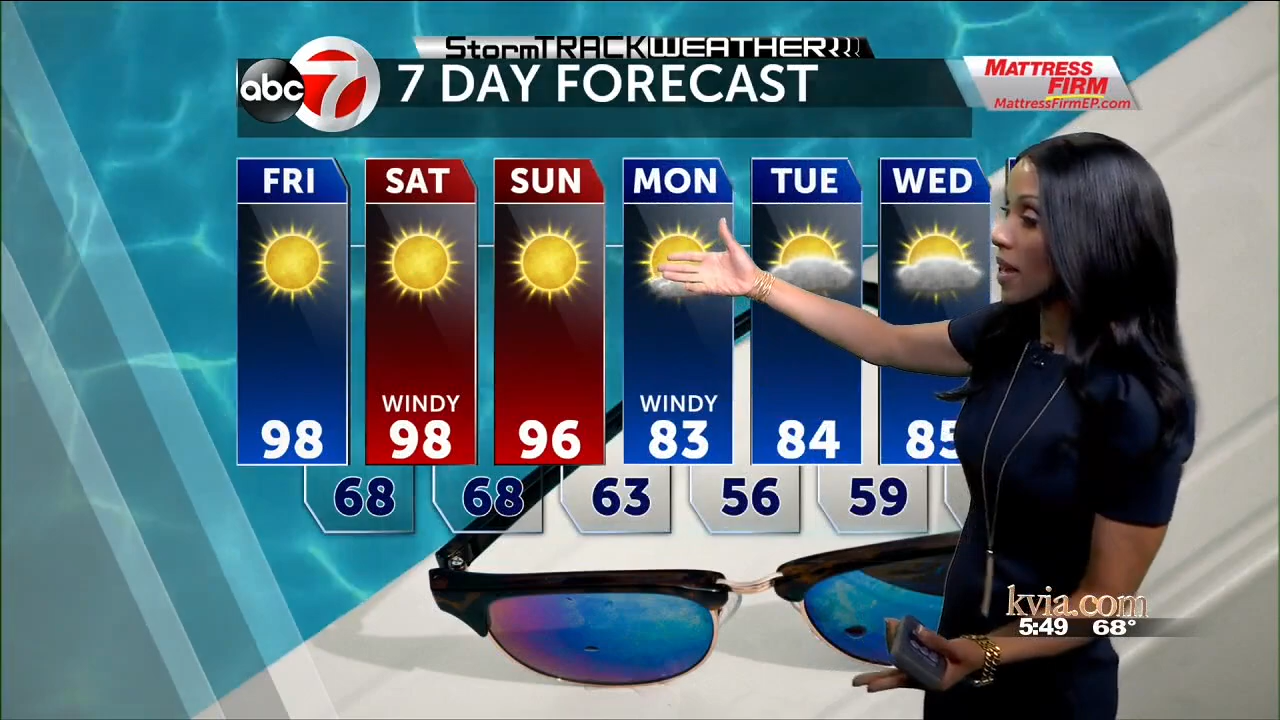 StormTRACKWEATHER
abc 7
7 DAY FORECAST
MATTRESS
FIRM
MattressFirmEP.com
FRI SAT SUN MON TUE WED
WINDY WINDY
98 98 96 83 84 85
68 68 63 56 59
kvia.com
5:49 68°